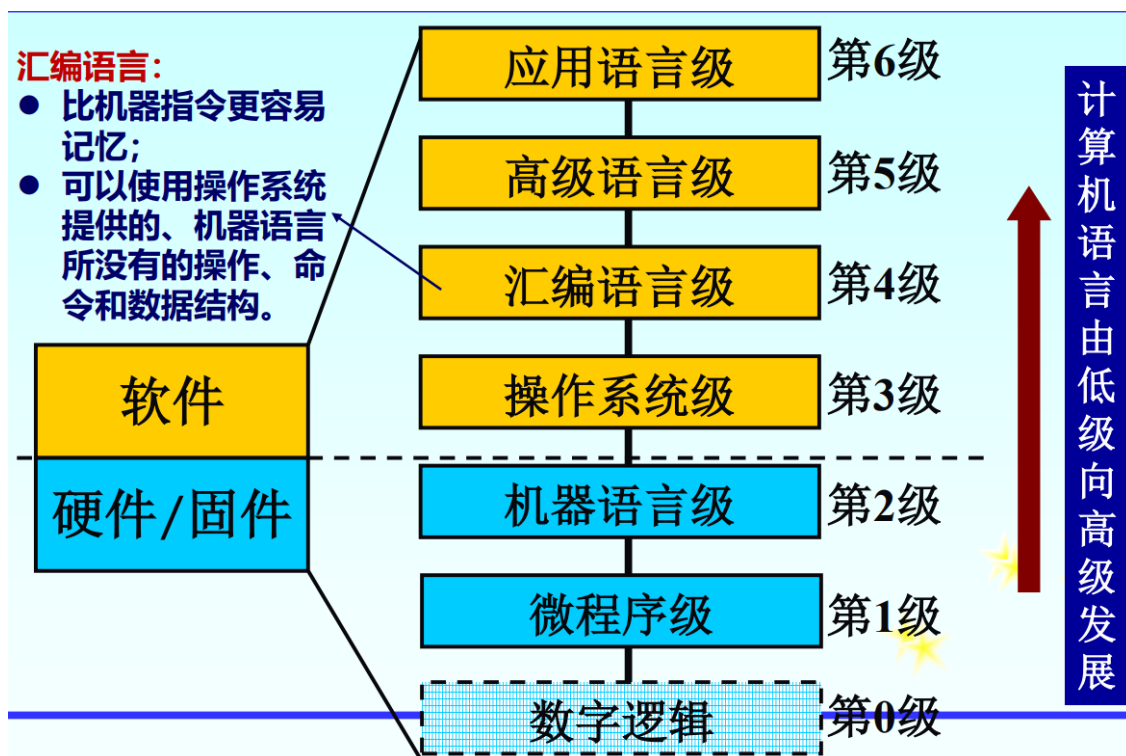 汇编语言：
● 比机器指令更容易
记忆；
● 可以使用操作系统
提供的、机器语言
所没有的操作、命
令和数据结构。
软件
硬件/固件
应用语言级 第6级
高级语言级 第5级
汇编语言级 第4级
操作系统级 第3级
机器语言级 第2级
微程序级 第1级
数字逻辑 第0级
计算机语言由低级向高级发展